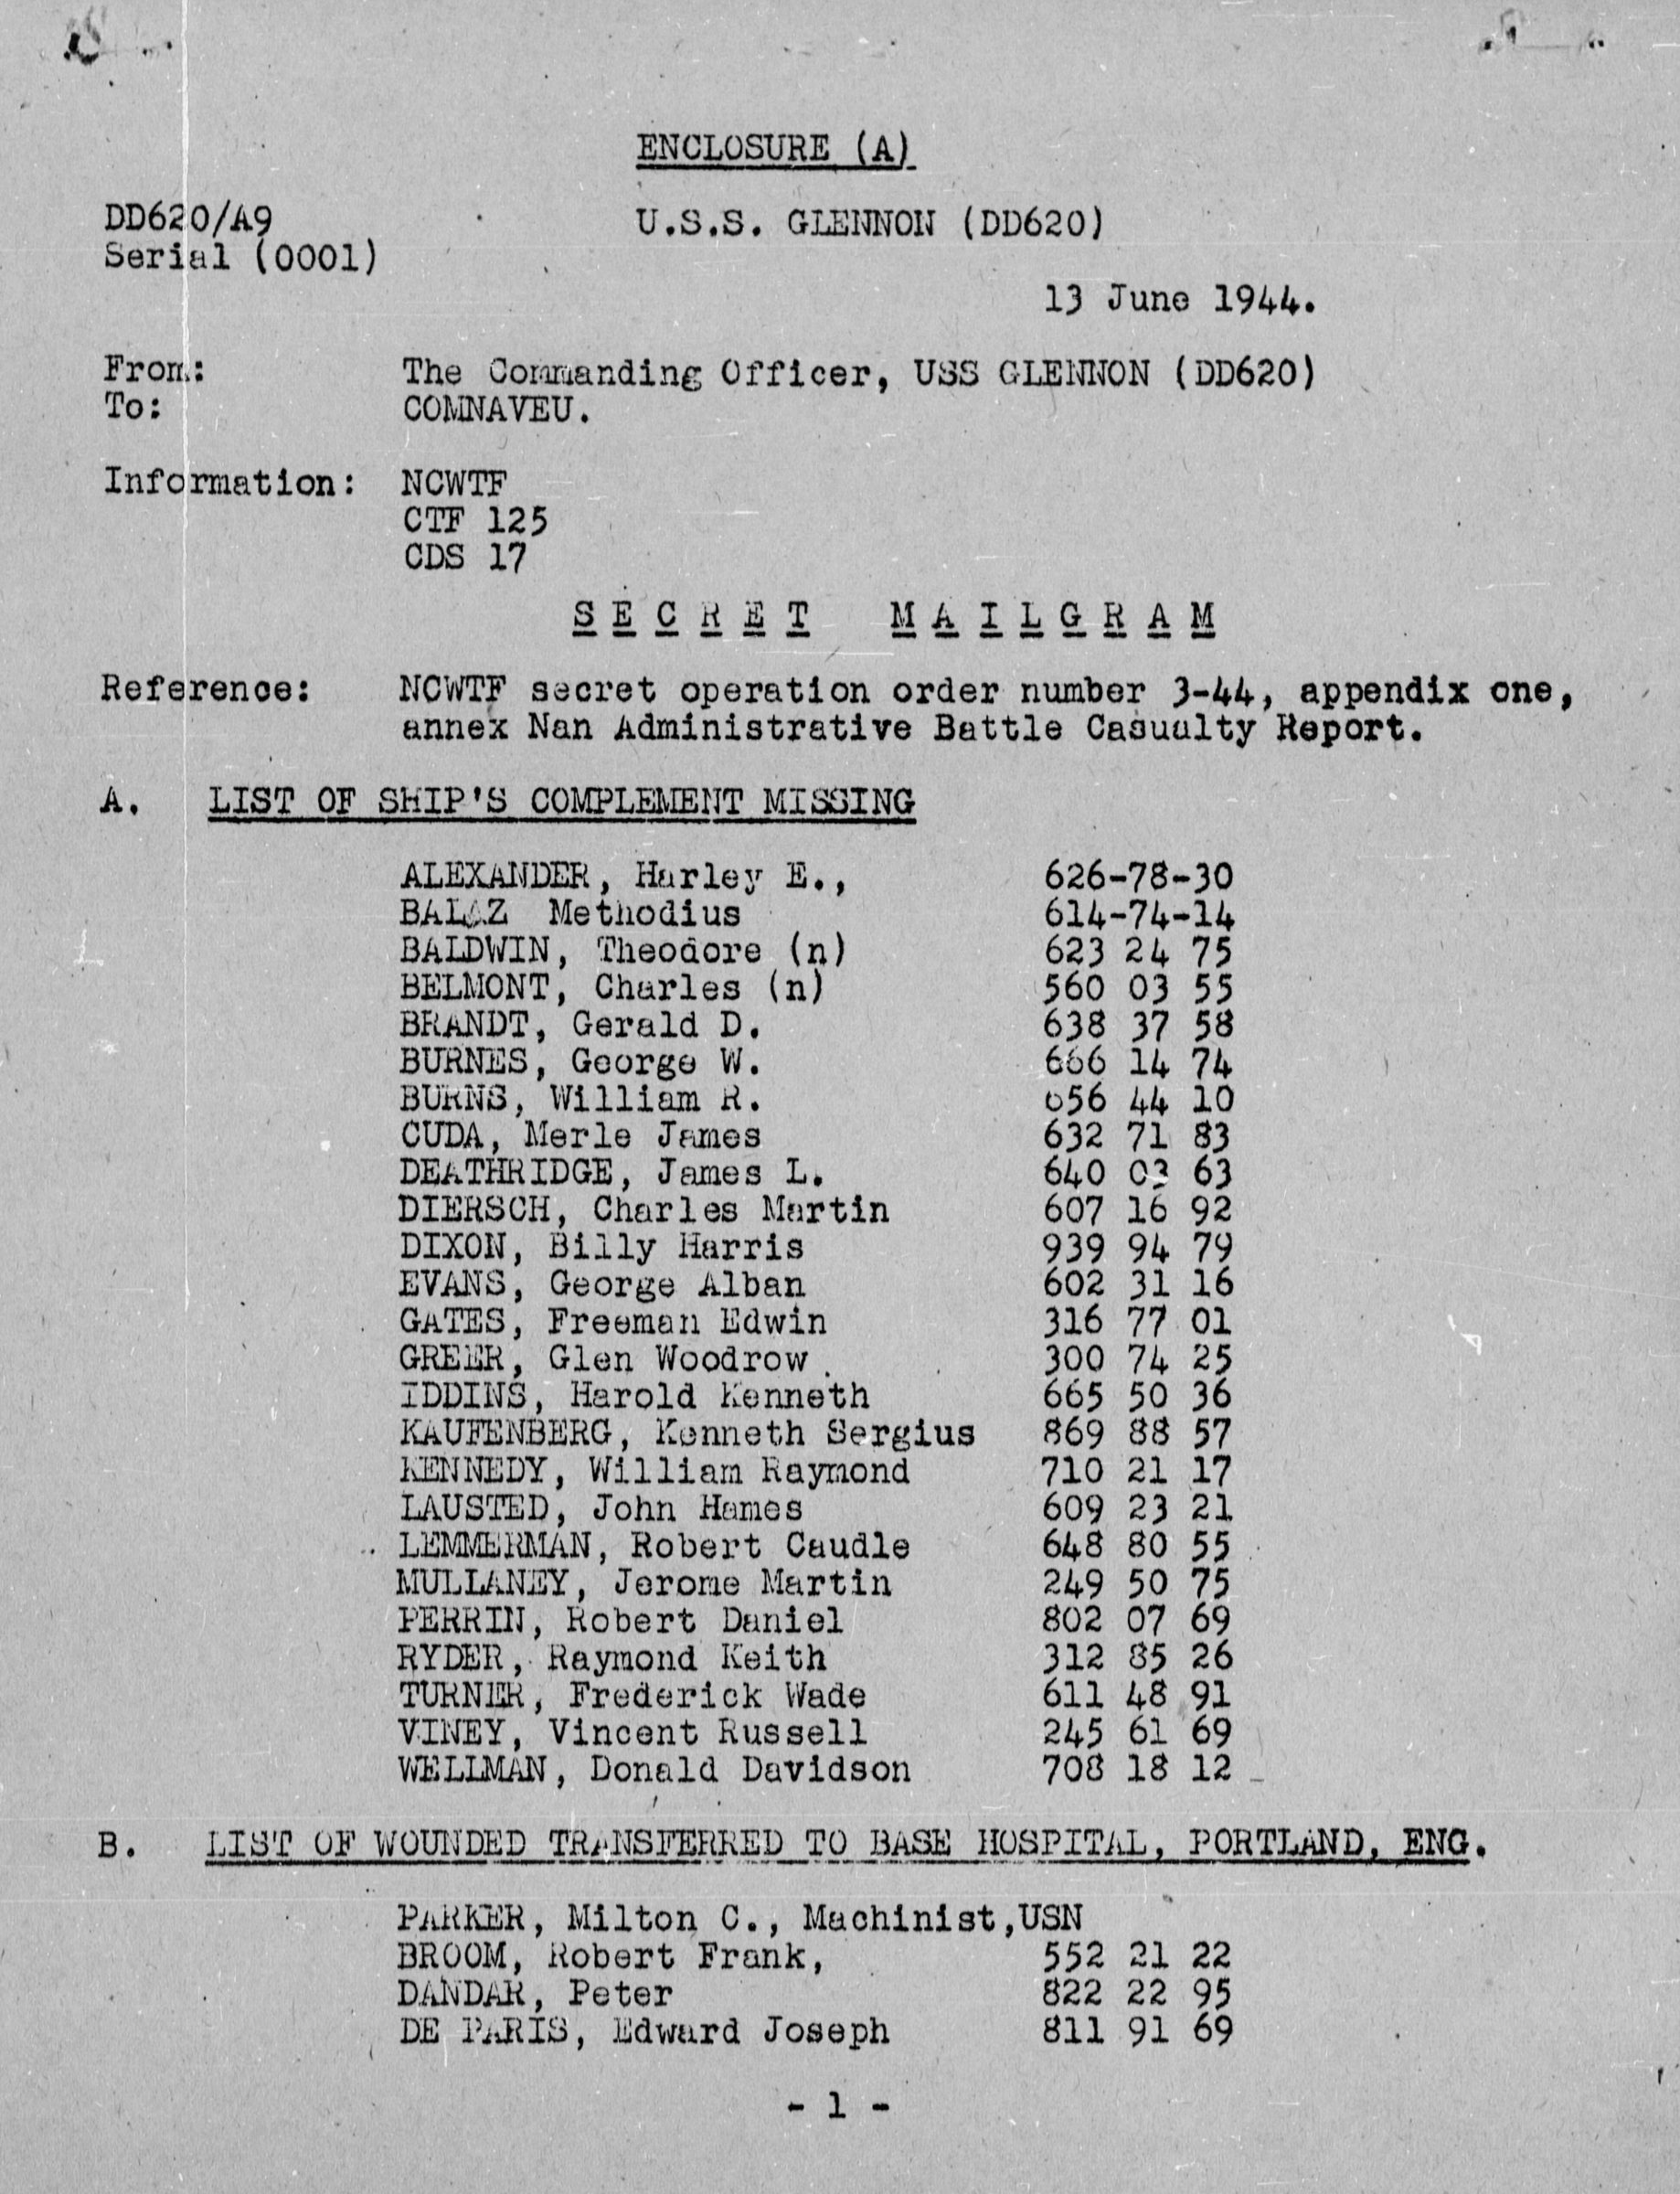 ENCLOSURE (A)
DD620/A9
U.S.S. GLENNON (DD620)
Serial (0001)
13 June 1944.
From: The Commanding Officer, USS GLENNON (DD620)
To: COMNAVEU.
Information: NCWTF
CTF 125
CDS 17
SECRET MAILGRAM
Reference: NCWTF secret operation order number 3-44, appendix one,
annex Nan Administrative Battle Casualty Report.
A. LIST OF SHIP'S COMPLEMENT MISSING
ALEXANDER, Harley E., 626-78-30
BALAZ Methodius 614-74-14
BALDWIN, Theodore (n) 623 24 75
BELMONT, Charles (n) 560 03 55
BRANDT, Gerald D. 638 37 58
BURNES, George W. 666 14 74
BURNS, William R. 656 44 10
CUDA, Merle James 632 71 83
DEATHRIDGE, James L. 640 03 63
DIERSCH, Charles Martin 607 16 92
DIXON, Billy Harris 939 94 79
EVANS, George Alban 602 31 16
GATES, Freeman Edwin 316 77 01
GREER, Glen Woodrow 300 74 25
IDDINS, Harold Kenneth 665 50 36
KAUFENBERG, Kenneth Sergius 869 88 57
KENNEDY, William Raymond 710 21 17
LAUSTED, John Hames 609 23 21
LEMMERMAN, Robert Caudle 648 80 55
MULLANEY, Jerome Martin 249 50 75
PERRIN, Robert Daniel 802 07 69
RYDER, Raymond Keith 312 85 26
TURNER, Frederick Wade 611 48 91
VINEY, Vincent Russell 245 61 69
WELLMAN, Donald Davidson 708 18 12
B. LIST OF WOUNDED TRANSFERRED TO BASE HOSPITAL, PORTLAND, ENG.
PARKER, Milton C., Machinist,USN
BROOM, Robert Frank, 552 21 22
DANDAR, Peter 822 22 95
DE PARIS, Edward Joseph 811 91 69
- 1 -